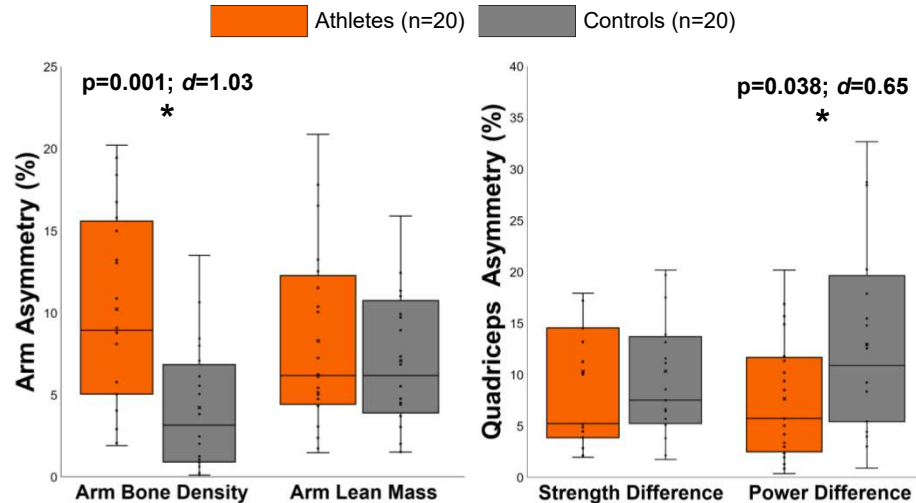 Athletes (n=20) Controls (n=20)
p=0.001; d=1.03
*
Arm Asymmetry (%)
25
20
15
10
5
0
Arm Bone Density Arm Lean Mass
p=0.038; d=0.65
*
Quadriceps Asymmetry (%)
40
35
30
25
20
15
10
5
0
Strength Difference Power Difference